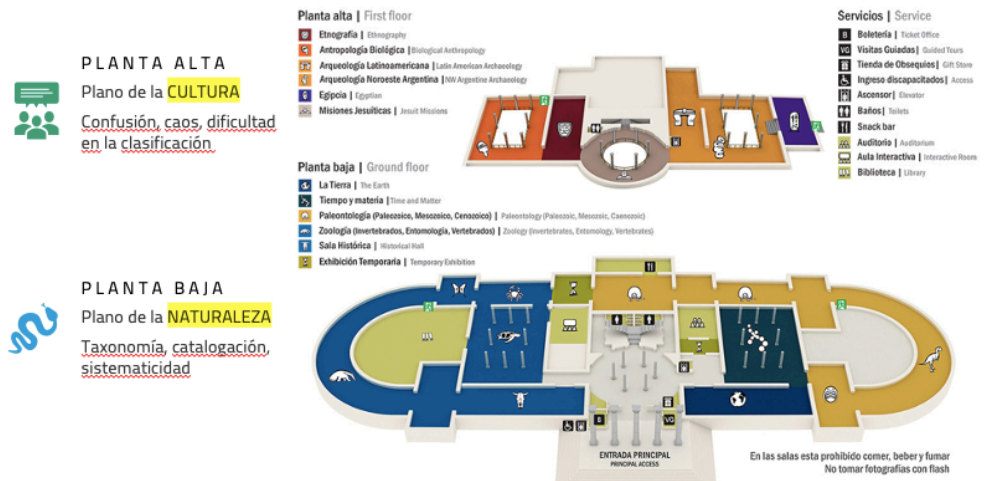 PLANTA ALTA
Plano de la CULTURA
Confusión, caos, dificultad
en la clasificación
PLANTA BAJA
Plano de la NATURALEZA
Taxonomía, catalogación,
sistematicidad
Planta alta | First floor
Etnografía | Ethnography
Antropología Biológica | Biological Anthropology
Arqueología Latinoamericana | Latin American Archaeology
Arqueología Noroeste Argentina | NW Argentine Archaeology
Egipcia | Egyptian
Misiones Jesuíticas | Jesuit Missions
Planta baja | Ground floor
La Tierra | The Earth
Tiempo y materia | Time and Matter
Paleontología (Paleozoico, Mesozoico, Cenozoico) | Paleontology (Paleozoic, Mesozoic, Caenozoic)
Zoología (Invertebrados, Entomología, Vertebrados) | Zoology (Invertebrates, Entomology, Vertebrates)
Sala Histórica | Historical Hall
Exhibición Temporaria | Temporary Exhibition
Servicios | Service
B Boletería | Ticket Office
VG Visitas Guiadas | Guided Tours
Tienda de Obsequios | Gift Store
Ingreso discapacitados | Access
Ascensor | Elevator
Baños | Toilets
Snack bar
Auditorio | Auditorium
Aula Interactiva | Interactive Room
Biblioteca | Library
B
VG
ENTRADA PRINCIPAL
PRINCIPAL ACCESS
En las salas esta prohibido comer, beber y fumar
No tomar fotografías con flash